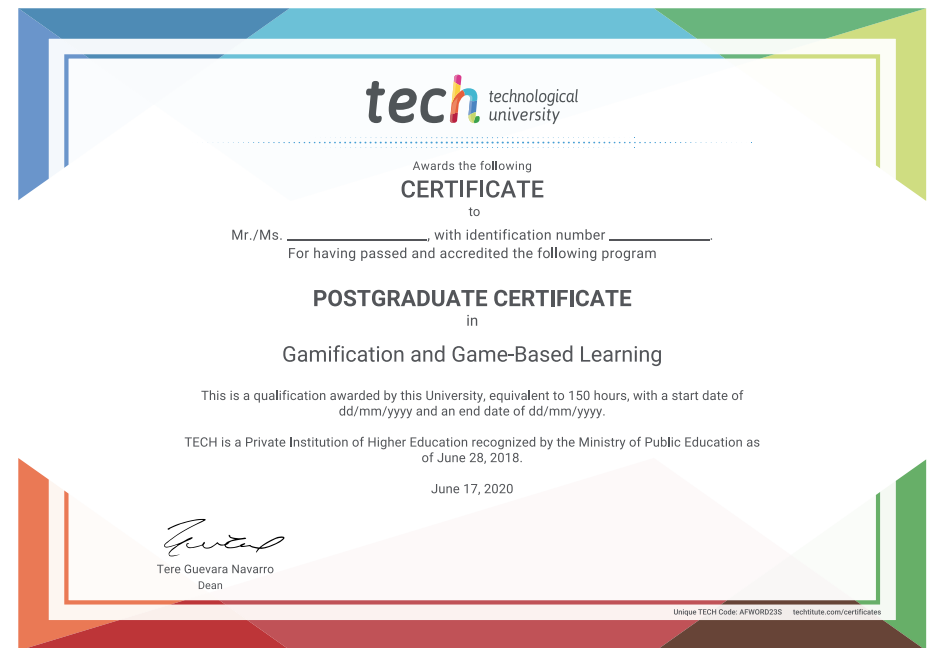 tech technological
university
Awards the following
CERTIFICATE
to
Mr./Ms. ____________________, with identification number ______________.
For having passed and accredited the following program
POSTGRADUATE CERTIFICATE
in
Gamification and Game-Based Learning
This is a qualification awarded by this University, equivalent to 150 hours, with a start date of
dd/mm/yyyy and an end date of dd/mm/yyyy.
TECH is a Private Institution of Higher Education recognized by the Ministry of Public Education as
of June 28, 2018.
June 17, 2020
Tere Guevara Navarro
Dean
Unique TECH Code: AFWORD23S techtitute.com/certificates